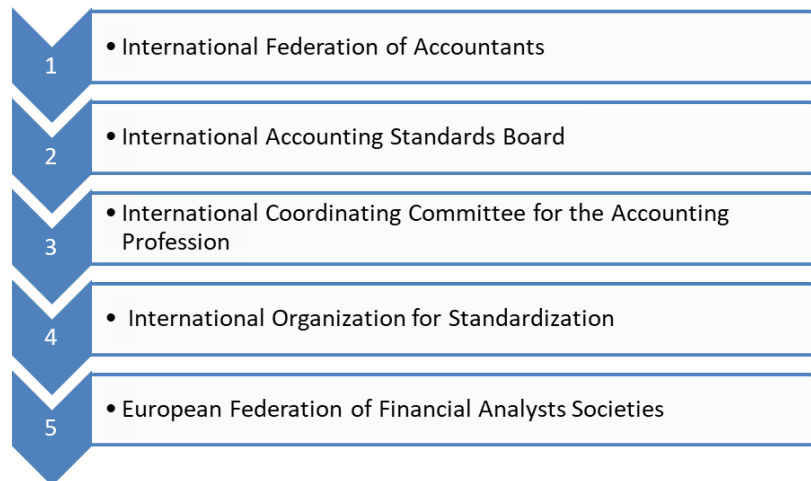 1
• International Federation of Accountants
2
• International Accounting Standards Board
3
• International Coordinating Committee for the Accounting
Profession
4
• International Organization for Standardization
5
• European Federation of Financial Analysts Societies